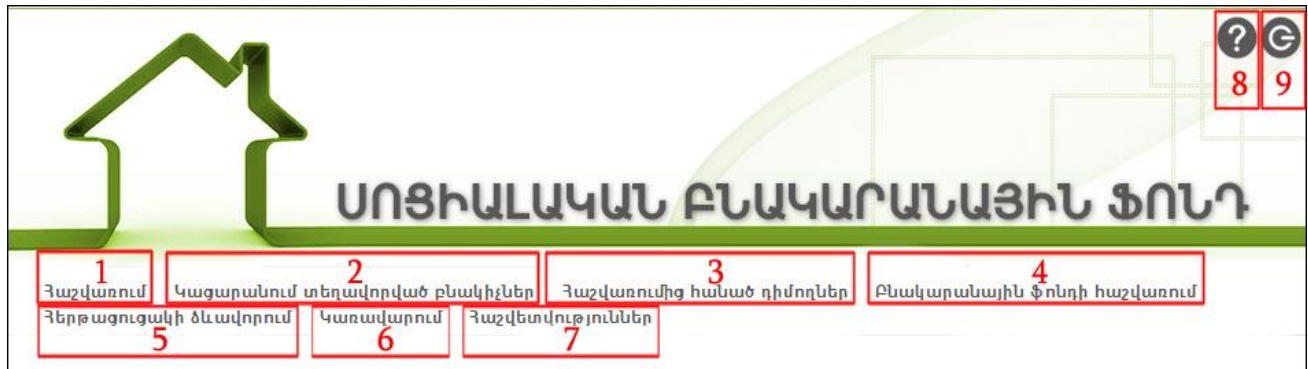 ? 
8 9
ՍՈՑԻԱԼԱԿԱՆ ԲՆԱԿԱՐԱՆԱՅԻՆ ՖՈՆԴ
1 2 3 4
Հաշվառում Կացարանում տեղավորված բնակիչներ Հաշվառումից հանած դիմողներ Բնակարանային ֆոնդի հաշվառում
Հերթացուցակի ձևավորում Կառավարում Հաշվետվություններ
5 6 7